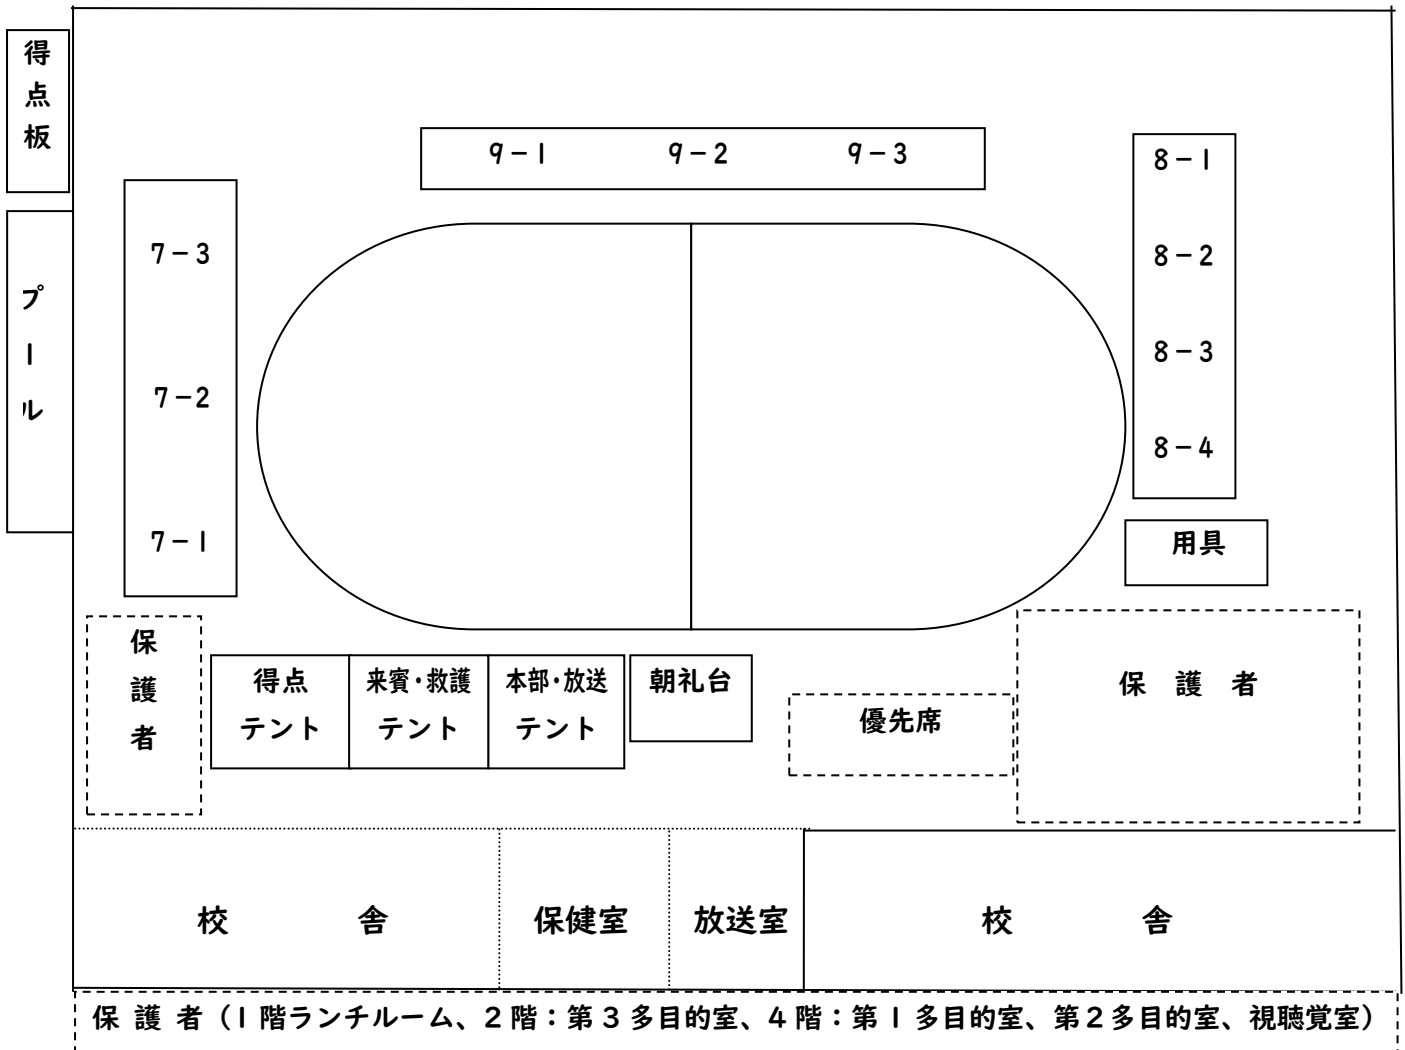 得点板
9－1 9－2 9－3
8－1
8－2
8－3
8－4
7－3
7－2
7－1
プール
用具
保護者
得点
テント
来賓・救護
テント
本部・放送
テント
朝礼台
優先席
保 護 者
校 舎
保健室
放送室
校 舎
保 護 者（1階ランチルーム、2階：第3多目的室、4階：第1多目的室、第2多目的室、視聴覚室）